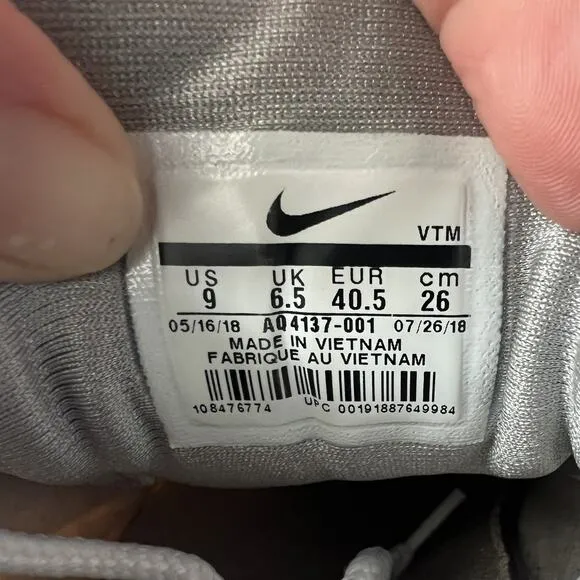 VTM
US UK EUR cm
9 6.5 40.5 26
05/16/18 AQ4137-001 07/26/18
MADE IN VIETNAM
FABRIQUE AU VIETNAM
108476774 UPC 00191887649984